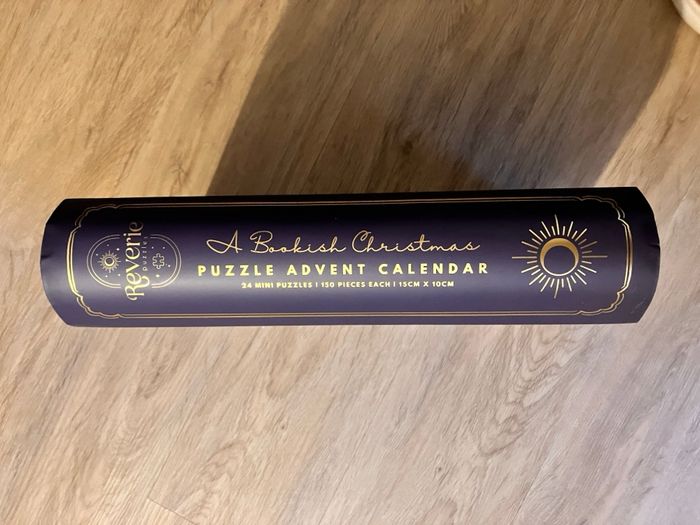 Reverie
puzzles
A Bookish Christmas
PUZZLE ADVENT CALENDAR
24 MINI PUZZLES | 150 PIECES EACH | 15CM X 10CM